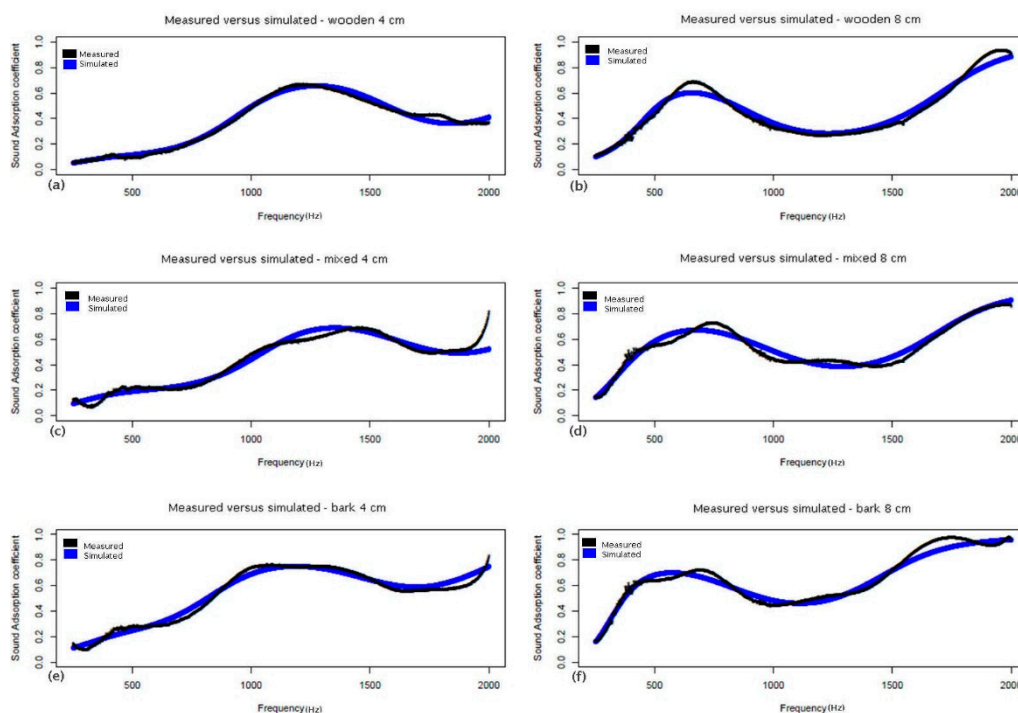 Measured versus simulated - wooden 4 cm
Sound Adsorption coefficient
1.0
0.8
0.6
0.4
0.2
0.0
Measured
Simulated
(a)
500
1000
1500
2000
Frequency(Hz)
Measured versus simulated - wooden 8 cm
Sound Adsorption coefficient
1.0
0.8
0.6
0.4
0.2
0.0
Measured
Simulated
(b)
500
1000
1500
2000
Frequency(Hz)
Measured versus simulated - mixed 4 cm
Sound Adsorption coefficient
1.0
0.8
0.6
0.4
0.2
0.0
Measured
Simulated
(c)
500
1000
1500
2000
Frequency(Hz)
Measured versus simulated - mixed 8 cm
Sound Adsorption coefficient
1.0
0.8
0.6
0.4
0.2
0.0
Measured
Simulated
(d)
500
1000
1500
2000
Frequency(Hz)
Measured versus simulated - bark 4 cm
Sound Adsorption coefficient
1.0
0.8
0.6
0.4
0.2
0.0
Measured
Simulated
(e)
500
1000
1500
2000
Frequency(Hz)
Measured versus simulated - bark 8 cm
Sound Adsorption coefficient
1.0
0.8
0.6
0.4
0.2
0.0
Measured
Simulated
(f)
500
1000
1500
2000
Frequency(Hz)